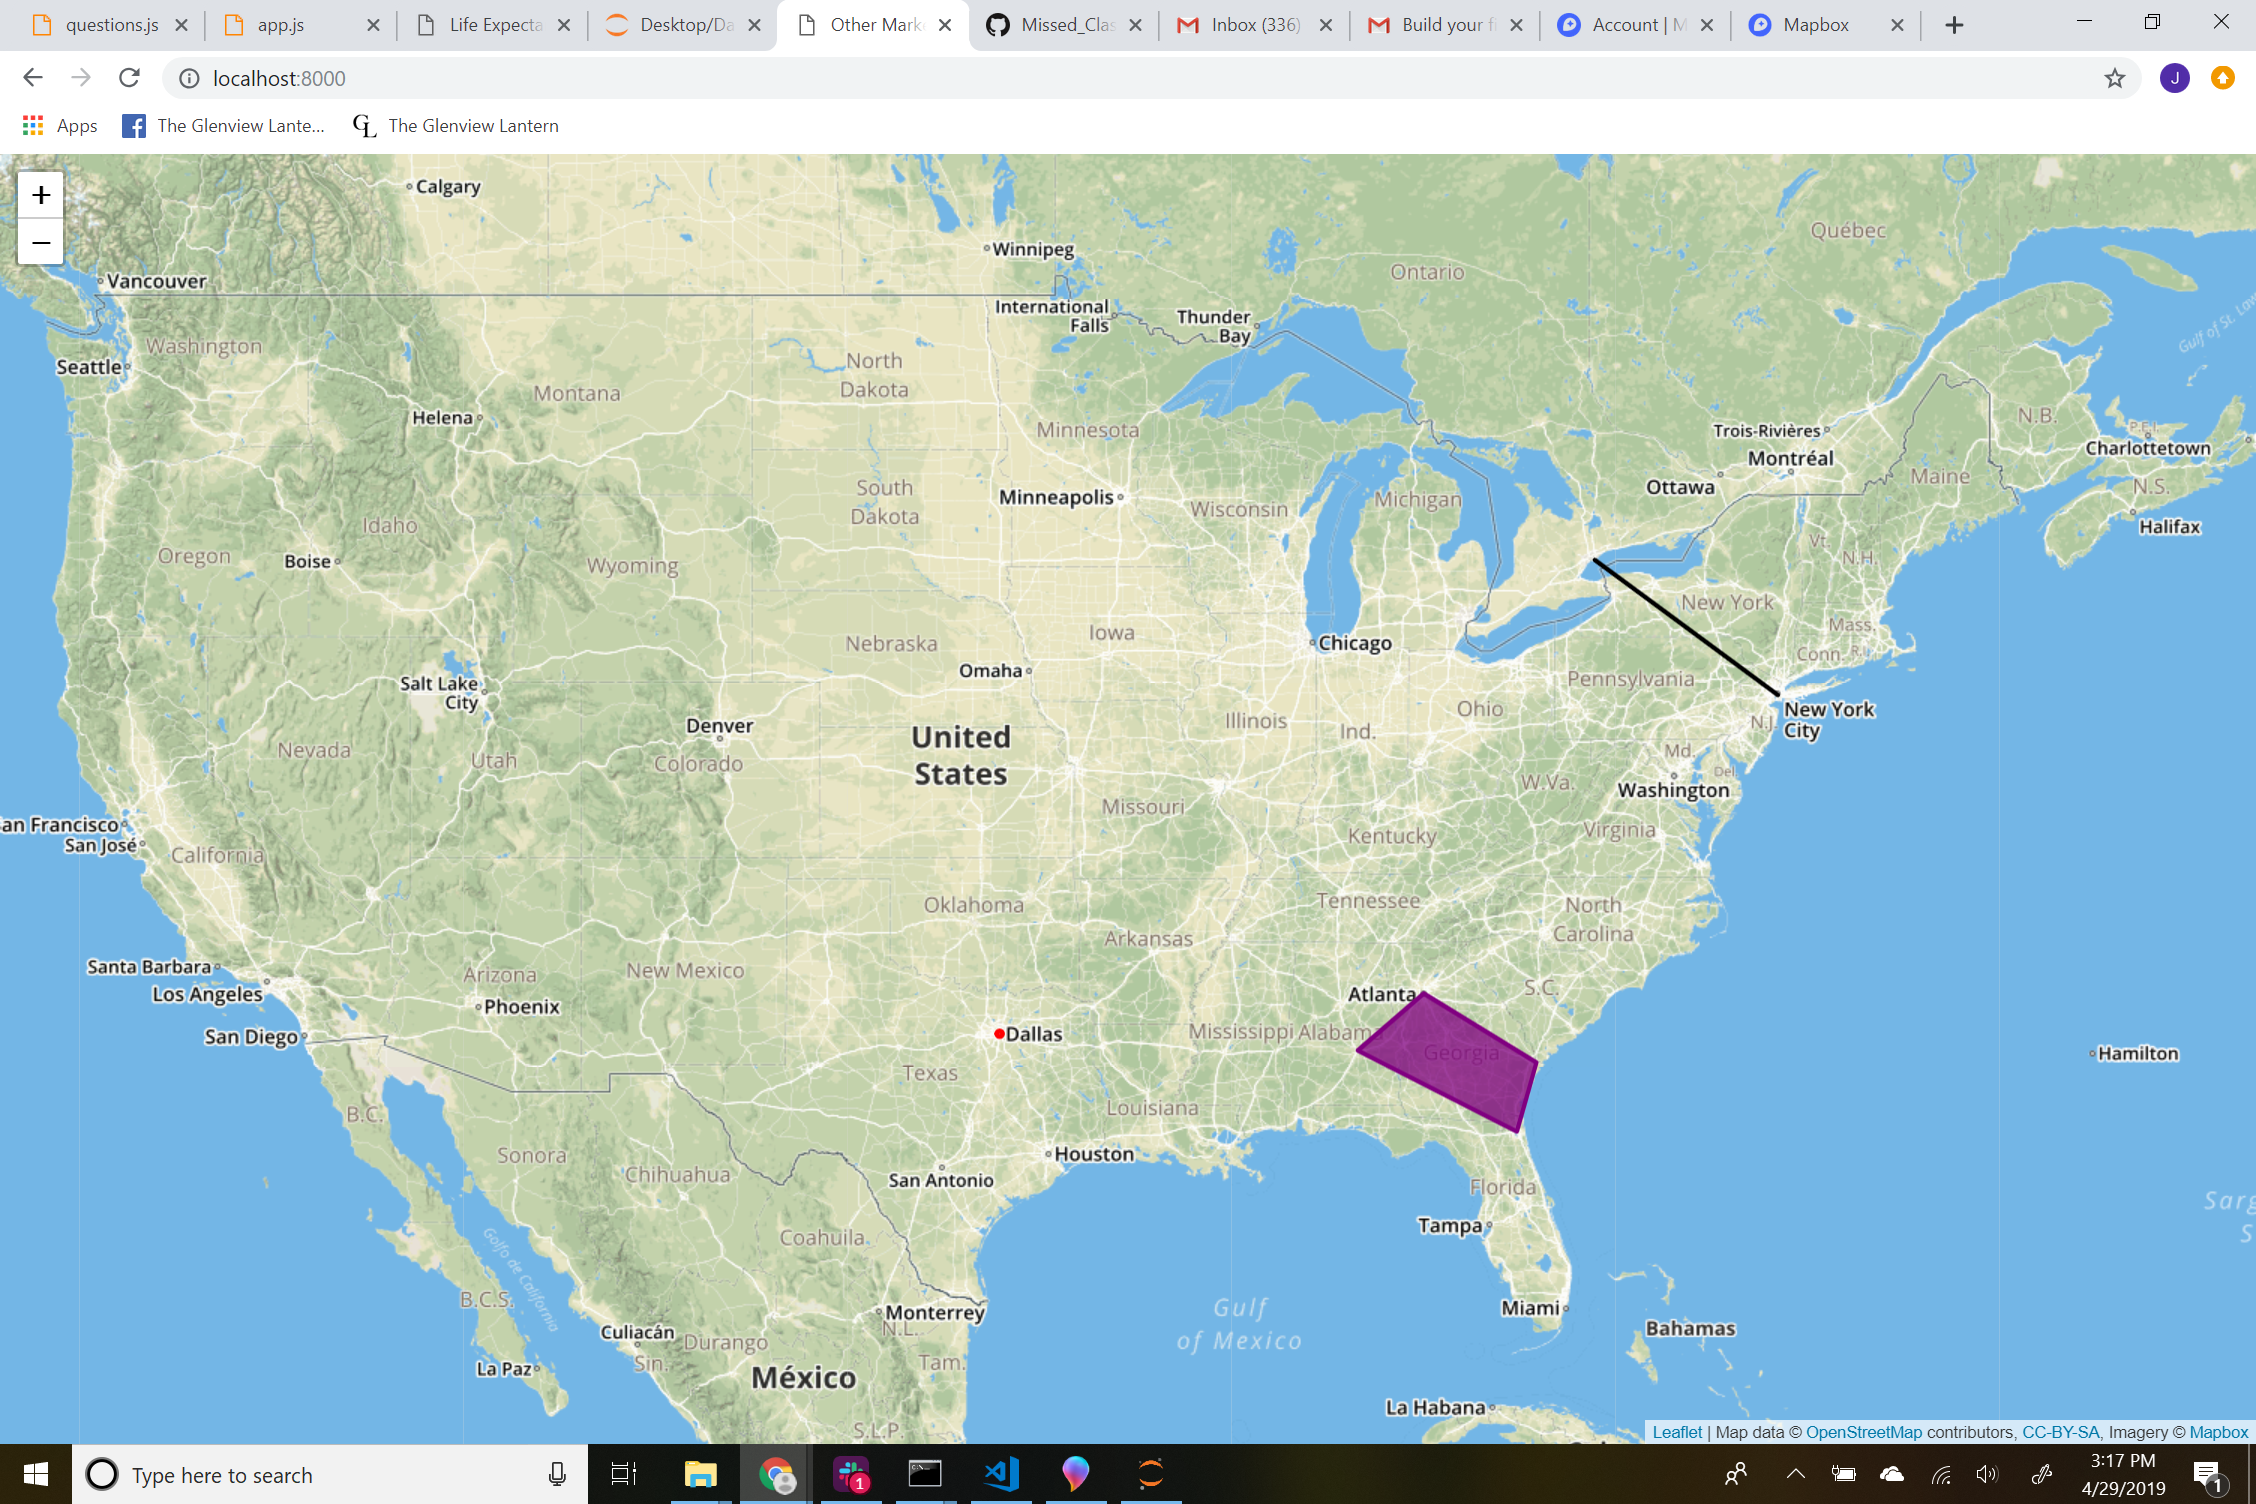 questions.js
app.js
Life Expecta
Desktop/Da
Other Mark
Missed_Clas
Inbox (336)
Build your fi
Account | M
Mapbox
localhost:8000
J
Apps
The Glenview Lante...
GL
The Glenview Lantern
+
−
Calgary
Winnipeg
Québec
Ontario
Vancouver
International
Falls
Thunder
Bay
Gulf of St. Law
Washington
Seattle
North
Dakota
Montana
Helena
N.B.
P.E.I.
Charlottetown
Minnesota
Trois-Rivières
Montréal
Ottawa
Maine
N.S.
Halifax
South
Dakota
Minneapolis
Wisconsin
Michigan
Idaho
Oregon
Boise
Wyoming
Vt.
N.H.
New York
Mass.
Conn.
R.I.
Iowa
Nebraska
Chicago
Omaha
Pennsylvania
Salt Lake
City
New York
City
N.J.
Ohio
Illinois
Ind.
Denver
United
States
Nevada
Utah
Colorado
Md.
Del.
Washington
W.Va.
Missouri
Kentucky
Virginia
an Francisco
San José
California
Oklahoma
Tennessee
North
Carolina
Arkansas
Santa Barbara
Los Angeles
Arizona
New Mexico
Phoenix
Atlanta
S.C.
San Diego
Dallas
Mississippi
Alabam
Georgia
Hamilton
Texas
Louisiana
B.C.
Sonora
Chihuahua
Houston
San Antonio
Florida
Sarg
S
Tampa
Coahuila
Golfo de California
B.C.S.
Monterrey
N.L.
Gulf
of Mexico
Miami
Bahamas
Culiacán
Sin.
Durango
Tam.
La Paz
México
La Habana
S.L.P.
Leaflet | Map data © OpenStreetMap contributors, CC-BY-SA, Imagery © Mapbox
Type here to search
1
3:17 PM
4/29/2019
1